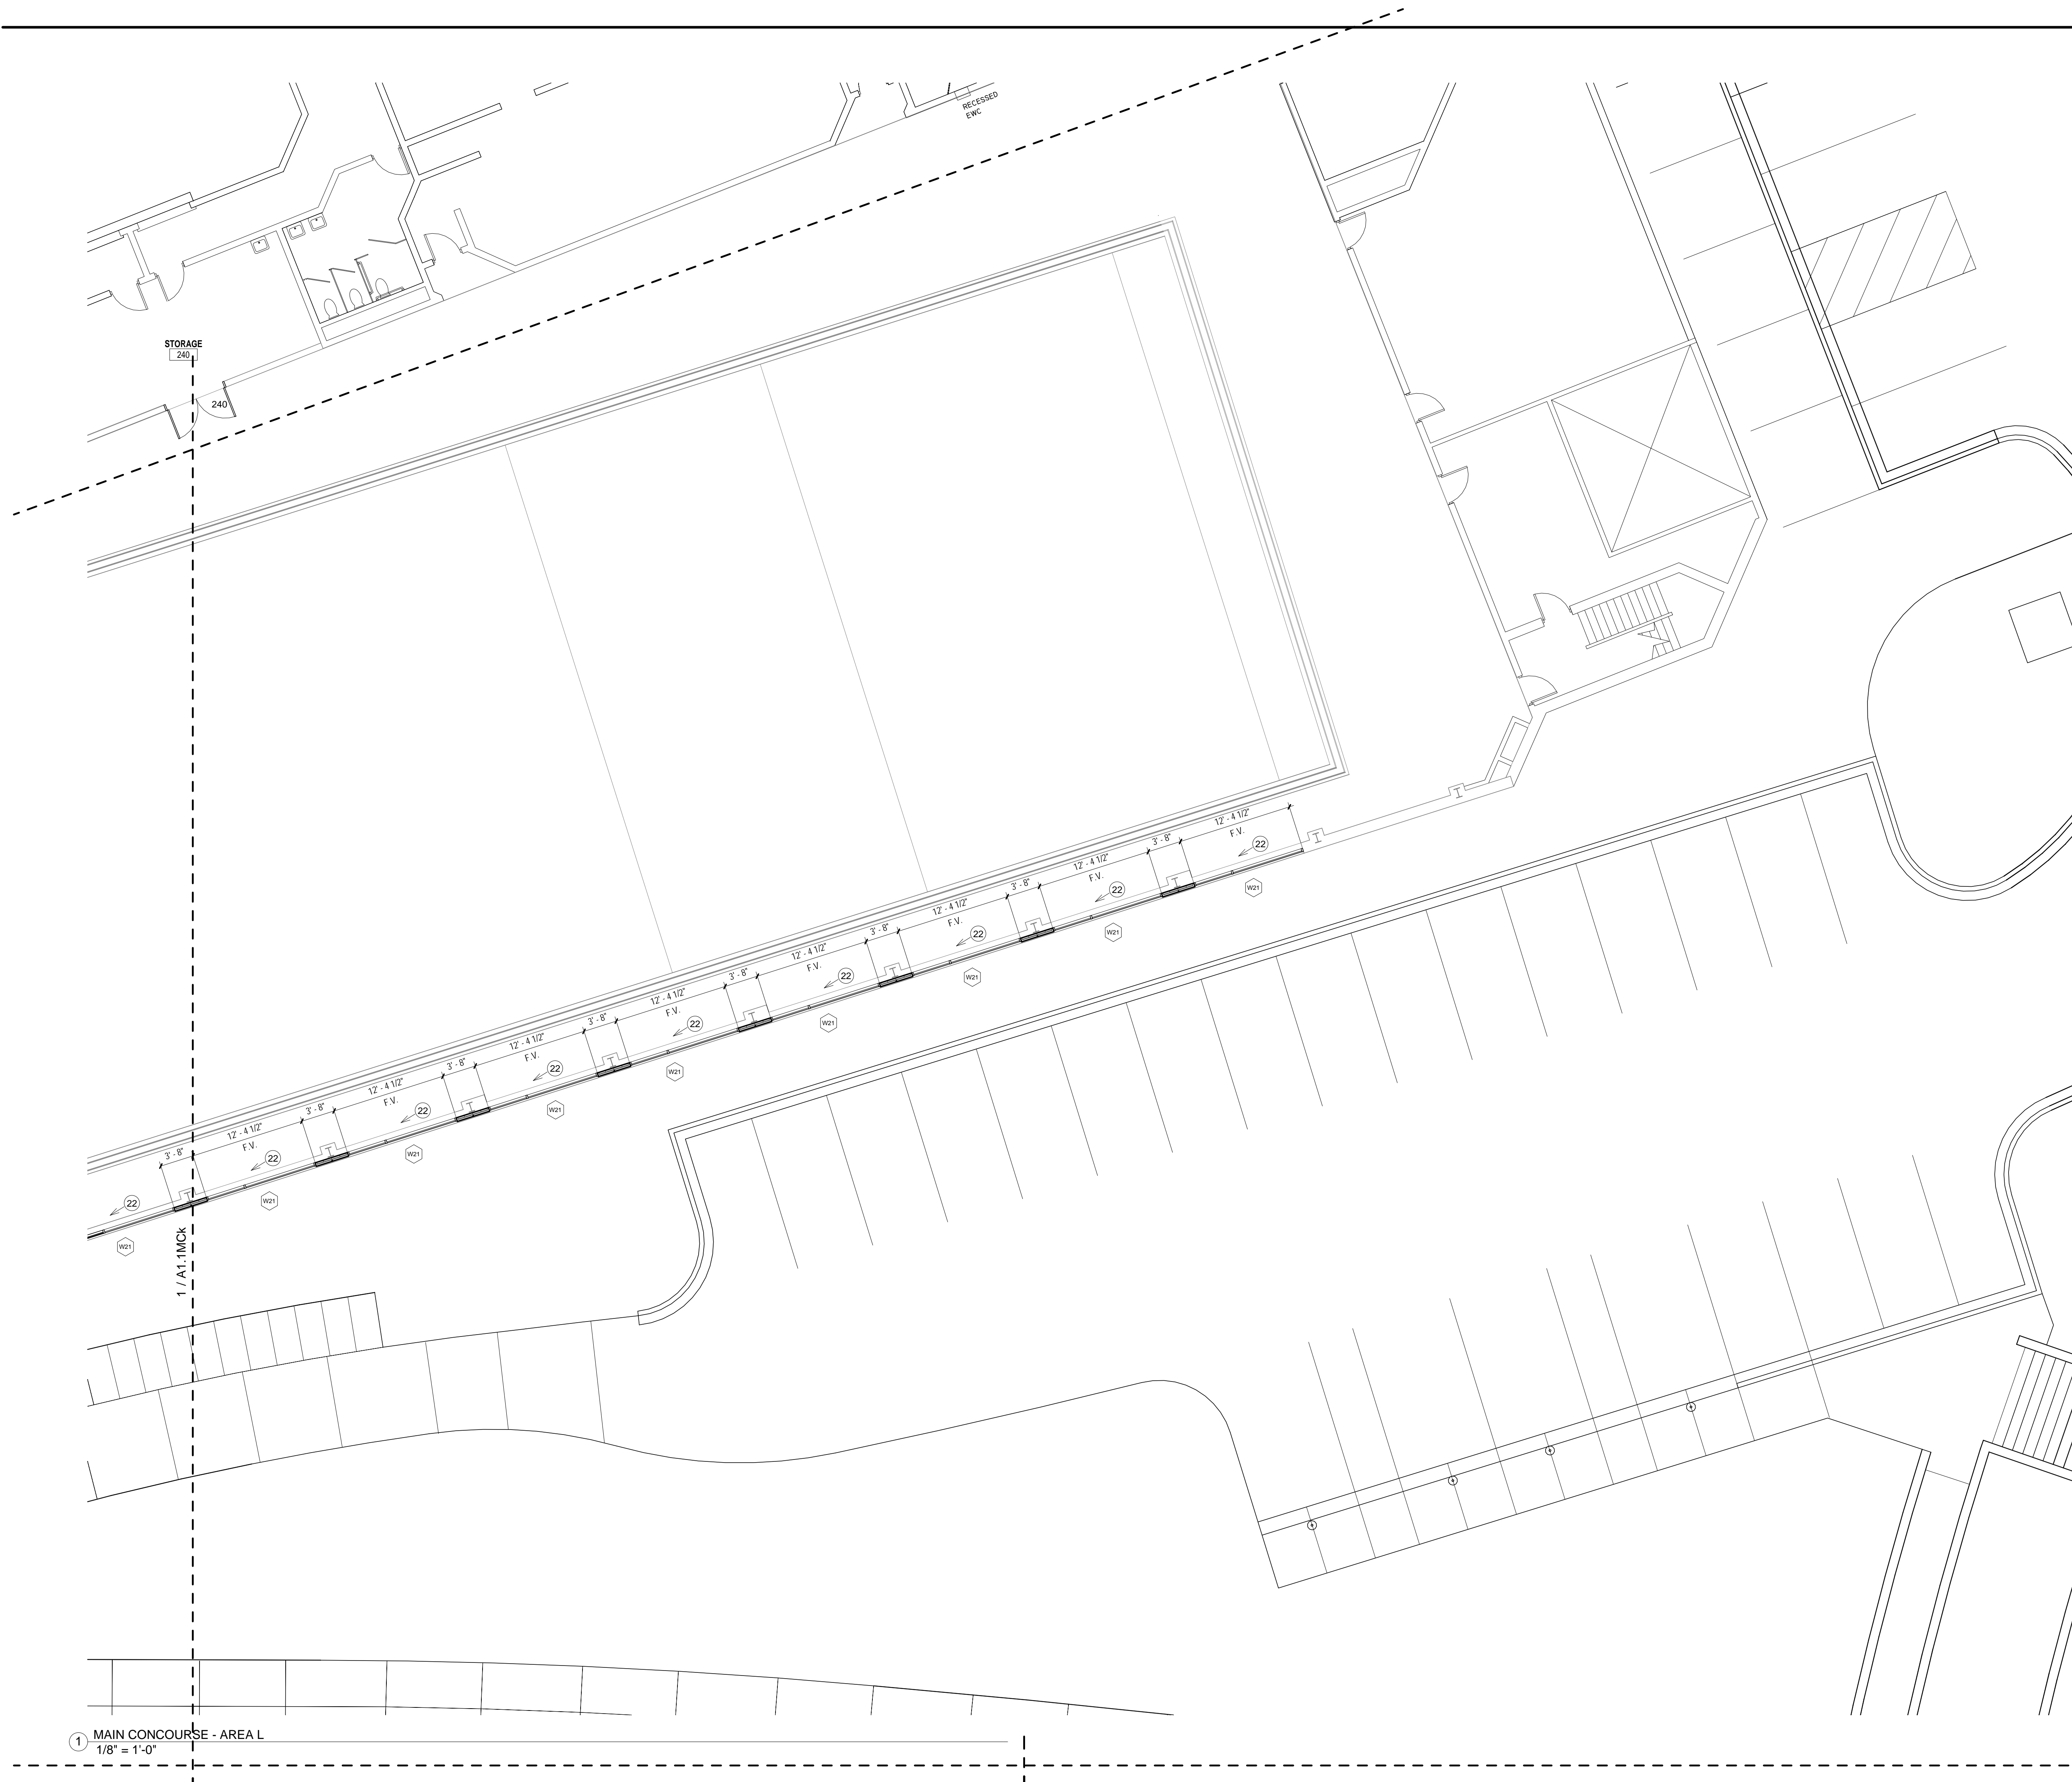 RECESSED
EWC
STORAGE
240
240
12' - 4 1/2"
F.V.
22
3' - 8"
W21
12' - 4 1/2"
F.V.
22
3' - 8"
W21
12' - 4 1/2"
F.V.
22
3' - 8"
W21
12' - 4 1/2"
F.V.
22
3' - 8"
W21
12' - 4 1/2"
F.V.
22
3' - 8"
W21
12' - 4 1/2"
F.V.
22
3' - 8"
W21
12' - 4 1/2"
F.V.
22
3' - 8"
W21
12' - 4 1/2"
F.V.
22
3' - 8"
W21
22
W21
1 / A1.1MCk
1
MAIN CONCOURSE - AREA L
1/8" = 1'-0"